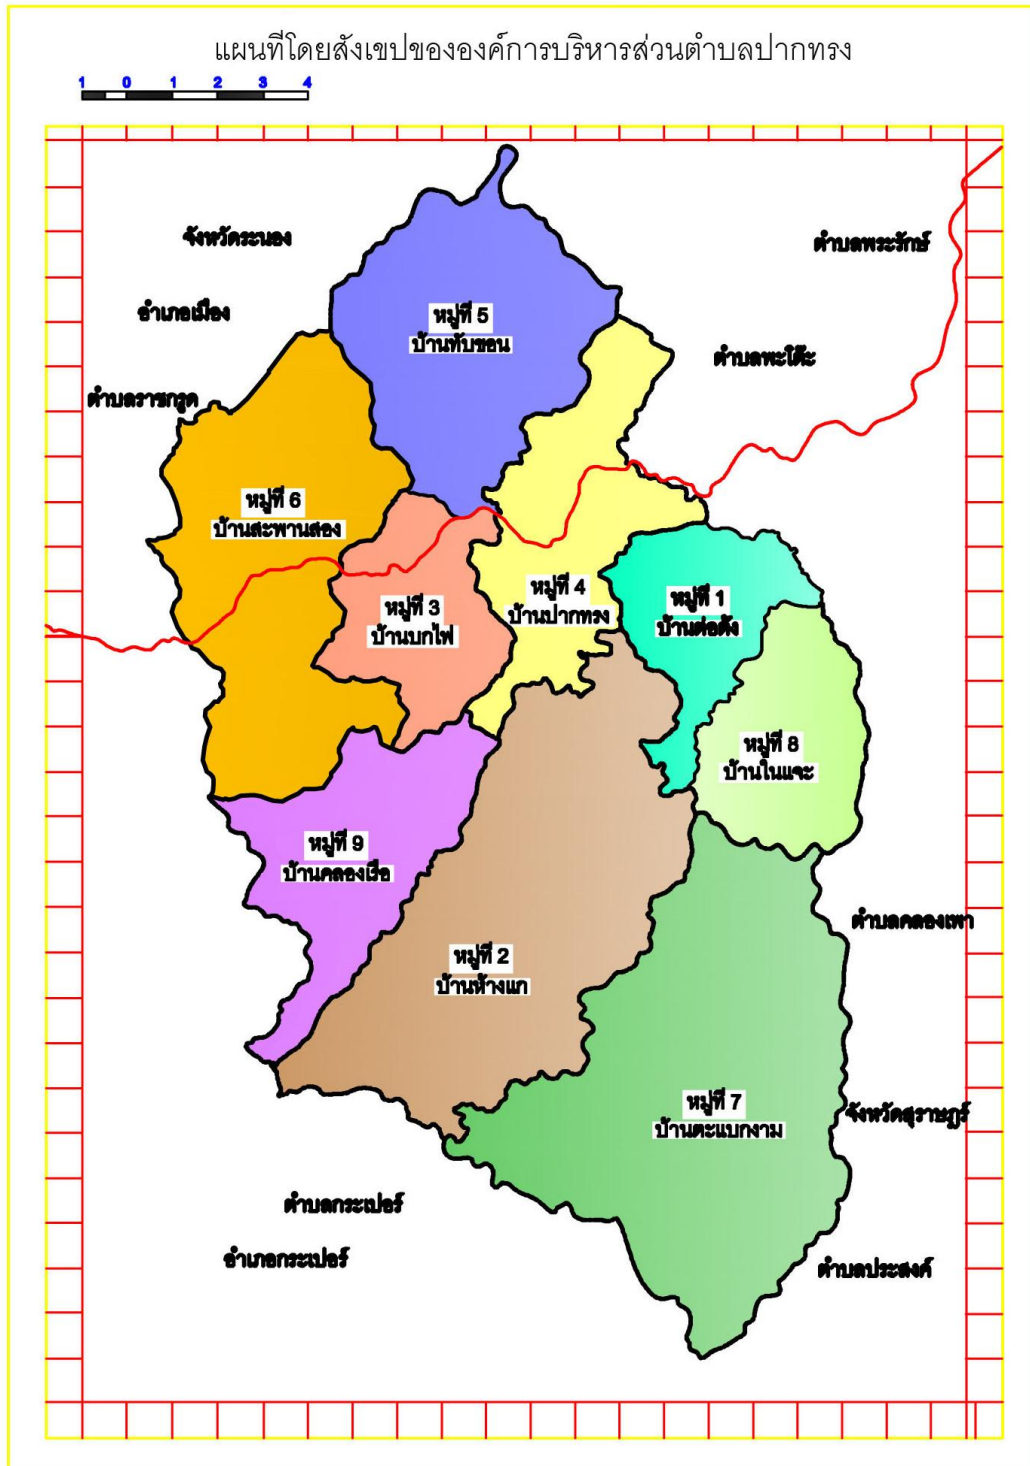 แผนที่โดยสังเขปขององค์การบริหารส่วนตำบลปากทรง
1 0 1 2 3 4
จังหวัดระนอง
ตำบลพระรักษ์
อำเภอเมือง
หมู่ที่ 5
บ้านทับขอน
ตำบลพะโต๊ะ
ตำบลราชกรูด
หมู่ที่ 6
บ้านสะพานสอง
หมู่ที่ 4
บ้านปากทรง
หมู่ที่ 1
บ้านต่อตั้ง
หมู่ที่ 3
บ้านบกไฟ
หมู่ที่ 8
บ้านในแจะ
หมู่ที่ 9
บ้านคลองเรือ
ตำบลคลองเพา
หมู่ที่ 2
บ้านห้างแก
หมู่ที่ 7
บ้านตะแบกงาม
จังหวัดสุราษฎร์
ตำบลกระเปอร์
อำเภอกระเปอร์
ตำบลประสงค์